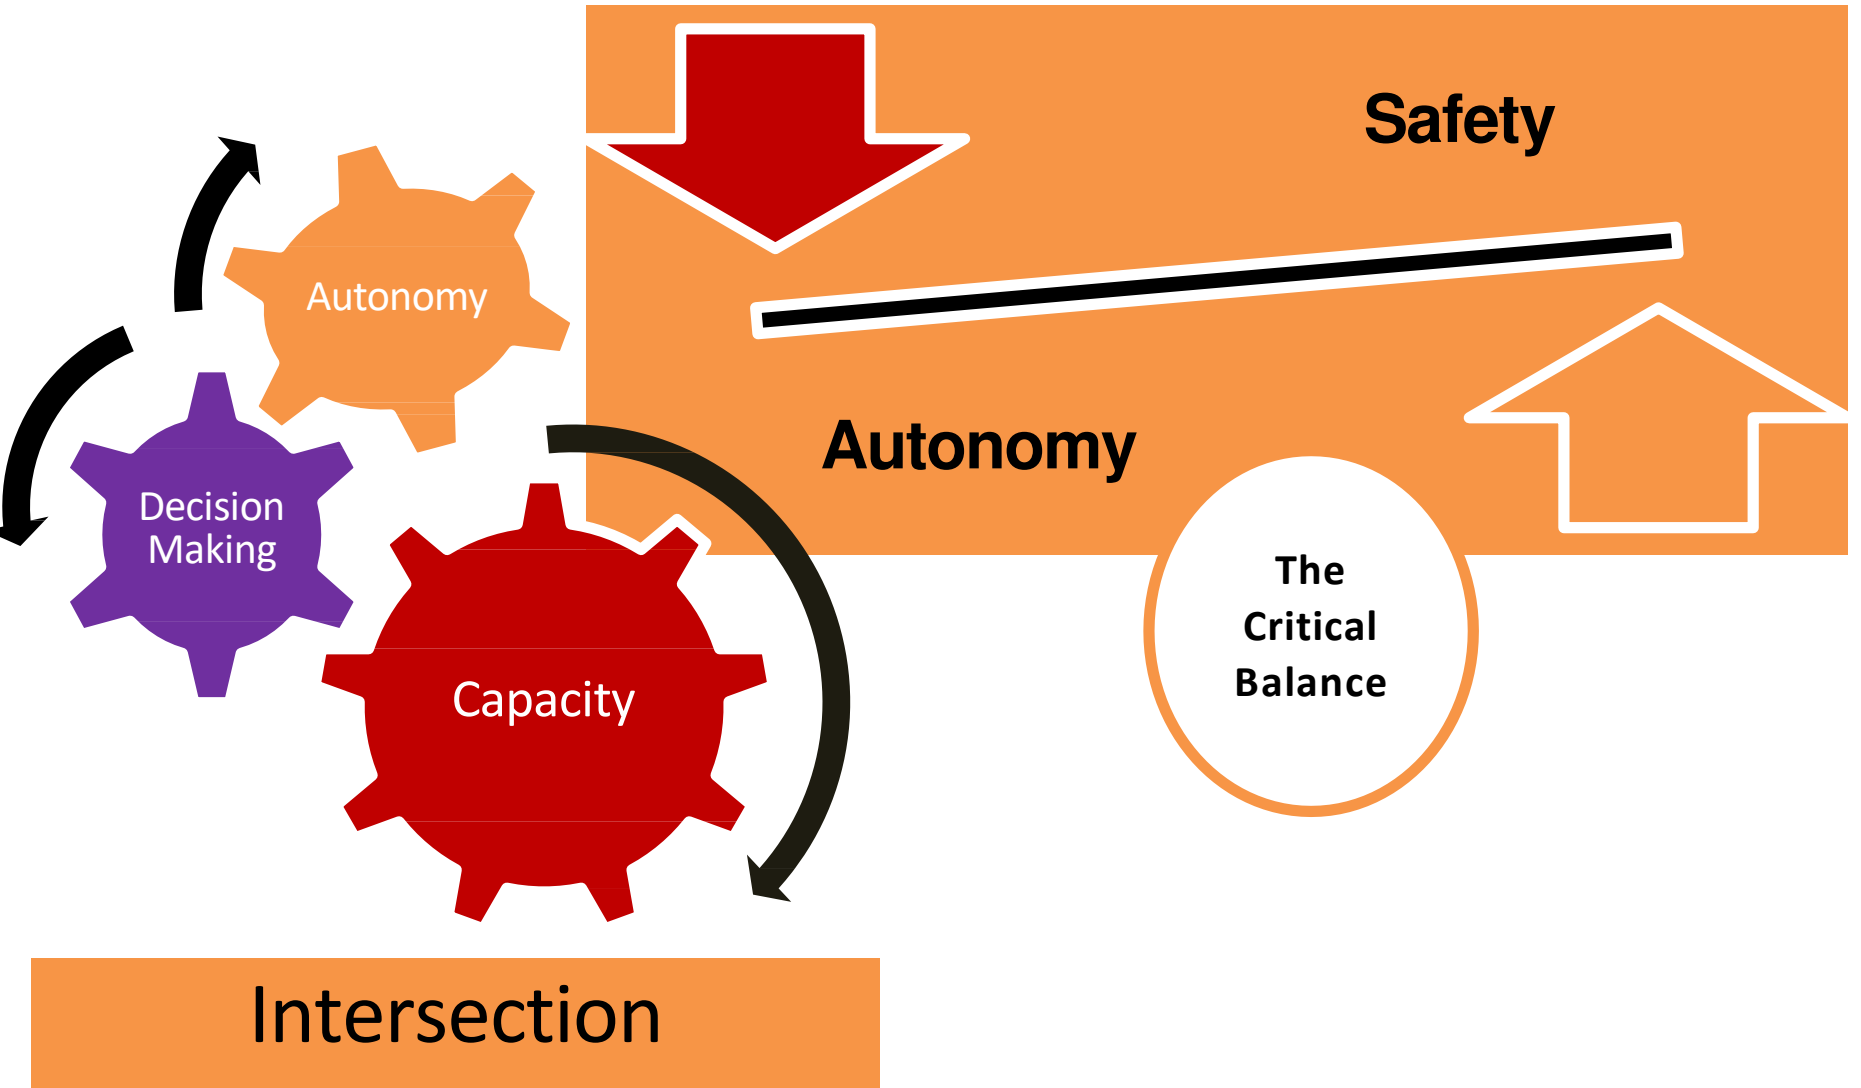 Autonomy
Decision
Making
Capacity
Intersection
Safety
Autonomy
The
Critical
Balance